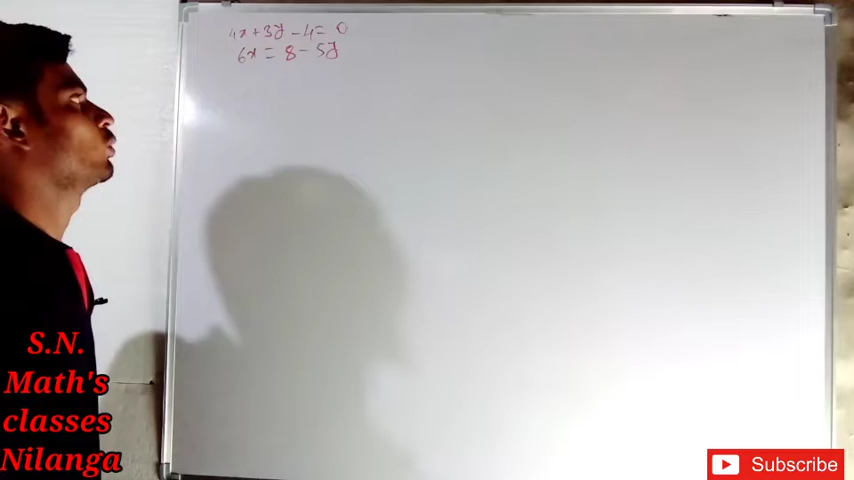 4x + 3y - 4 = 0
6x = 8 - 5y
S.N.
Math's
classes
Nilanga
Subscribe